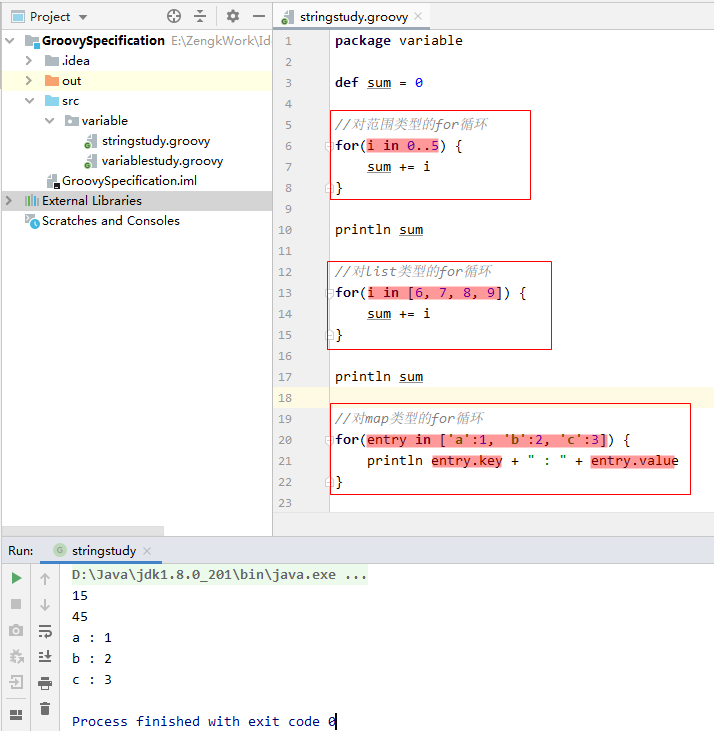 Project
GroovySpecification E:\ZengkWork\Ide
.idea
out
src
variable
stringstudy.groovy
variablestudy.groovy
GroovySpecification.iml
External Libraries
Scratches and Consoles
stringstudy.groovy
1 package variable
2
3 def sum = 0
4
5 //对范围类型的for循环
6 for(i in 0..5) {
7 sum += i
8 }
9
10 println sum
11
12 //对list类型的for循环
13 for(i in [6, 7, 8, 9]) {
14 sum += i
15 }
16
17 println sum
18
19 //对map类型的for循环
20 for(entry in ['a':1, 'b':2, 'c':3]) {
21 println entry.key + " : " + entry.value
22 }
23
Run: stringstudy
D:\Java\jdk1.8.0_201\bin\java.exe ...
15
45
a : 1
b : 2
c : 3
Process finished with exit code 0